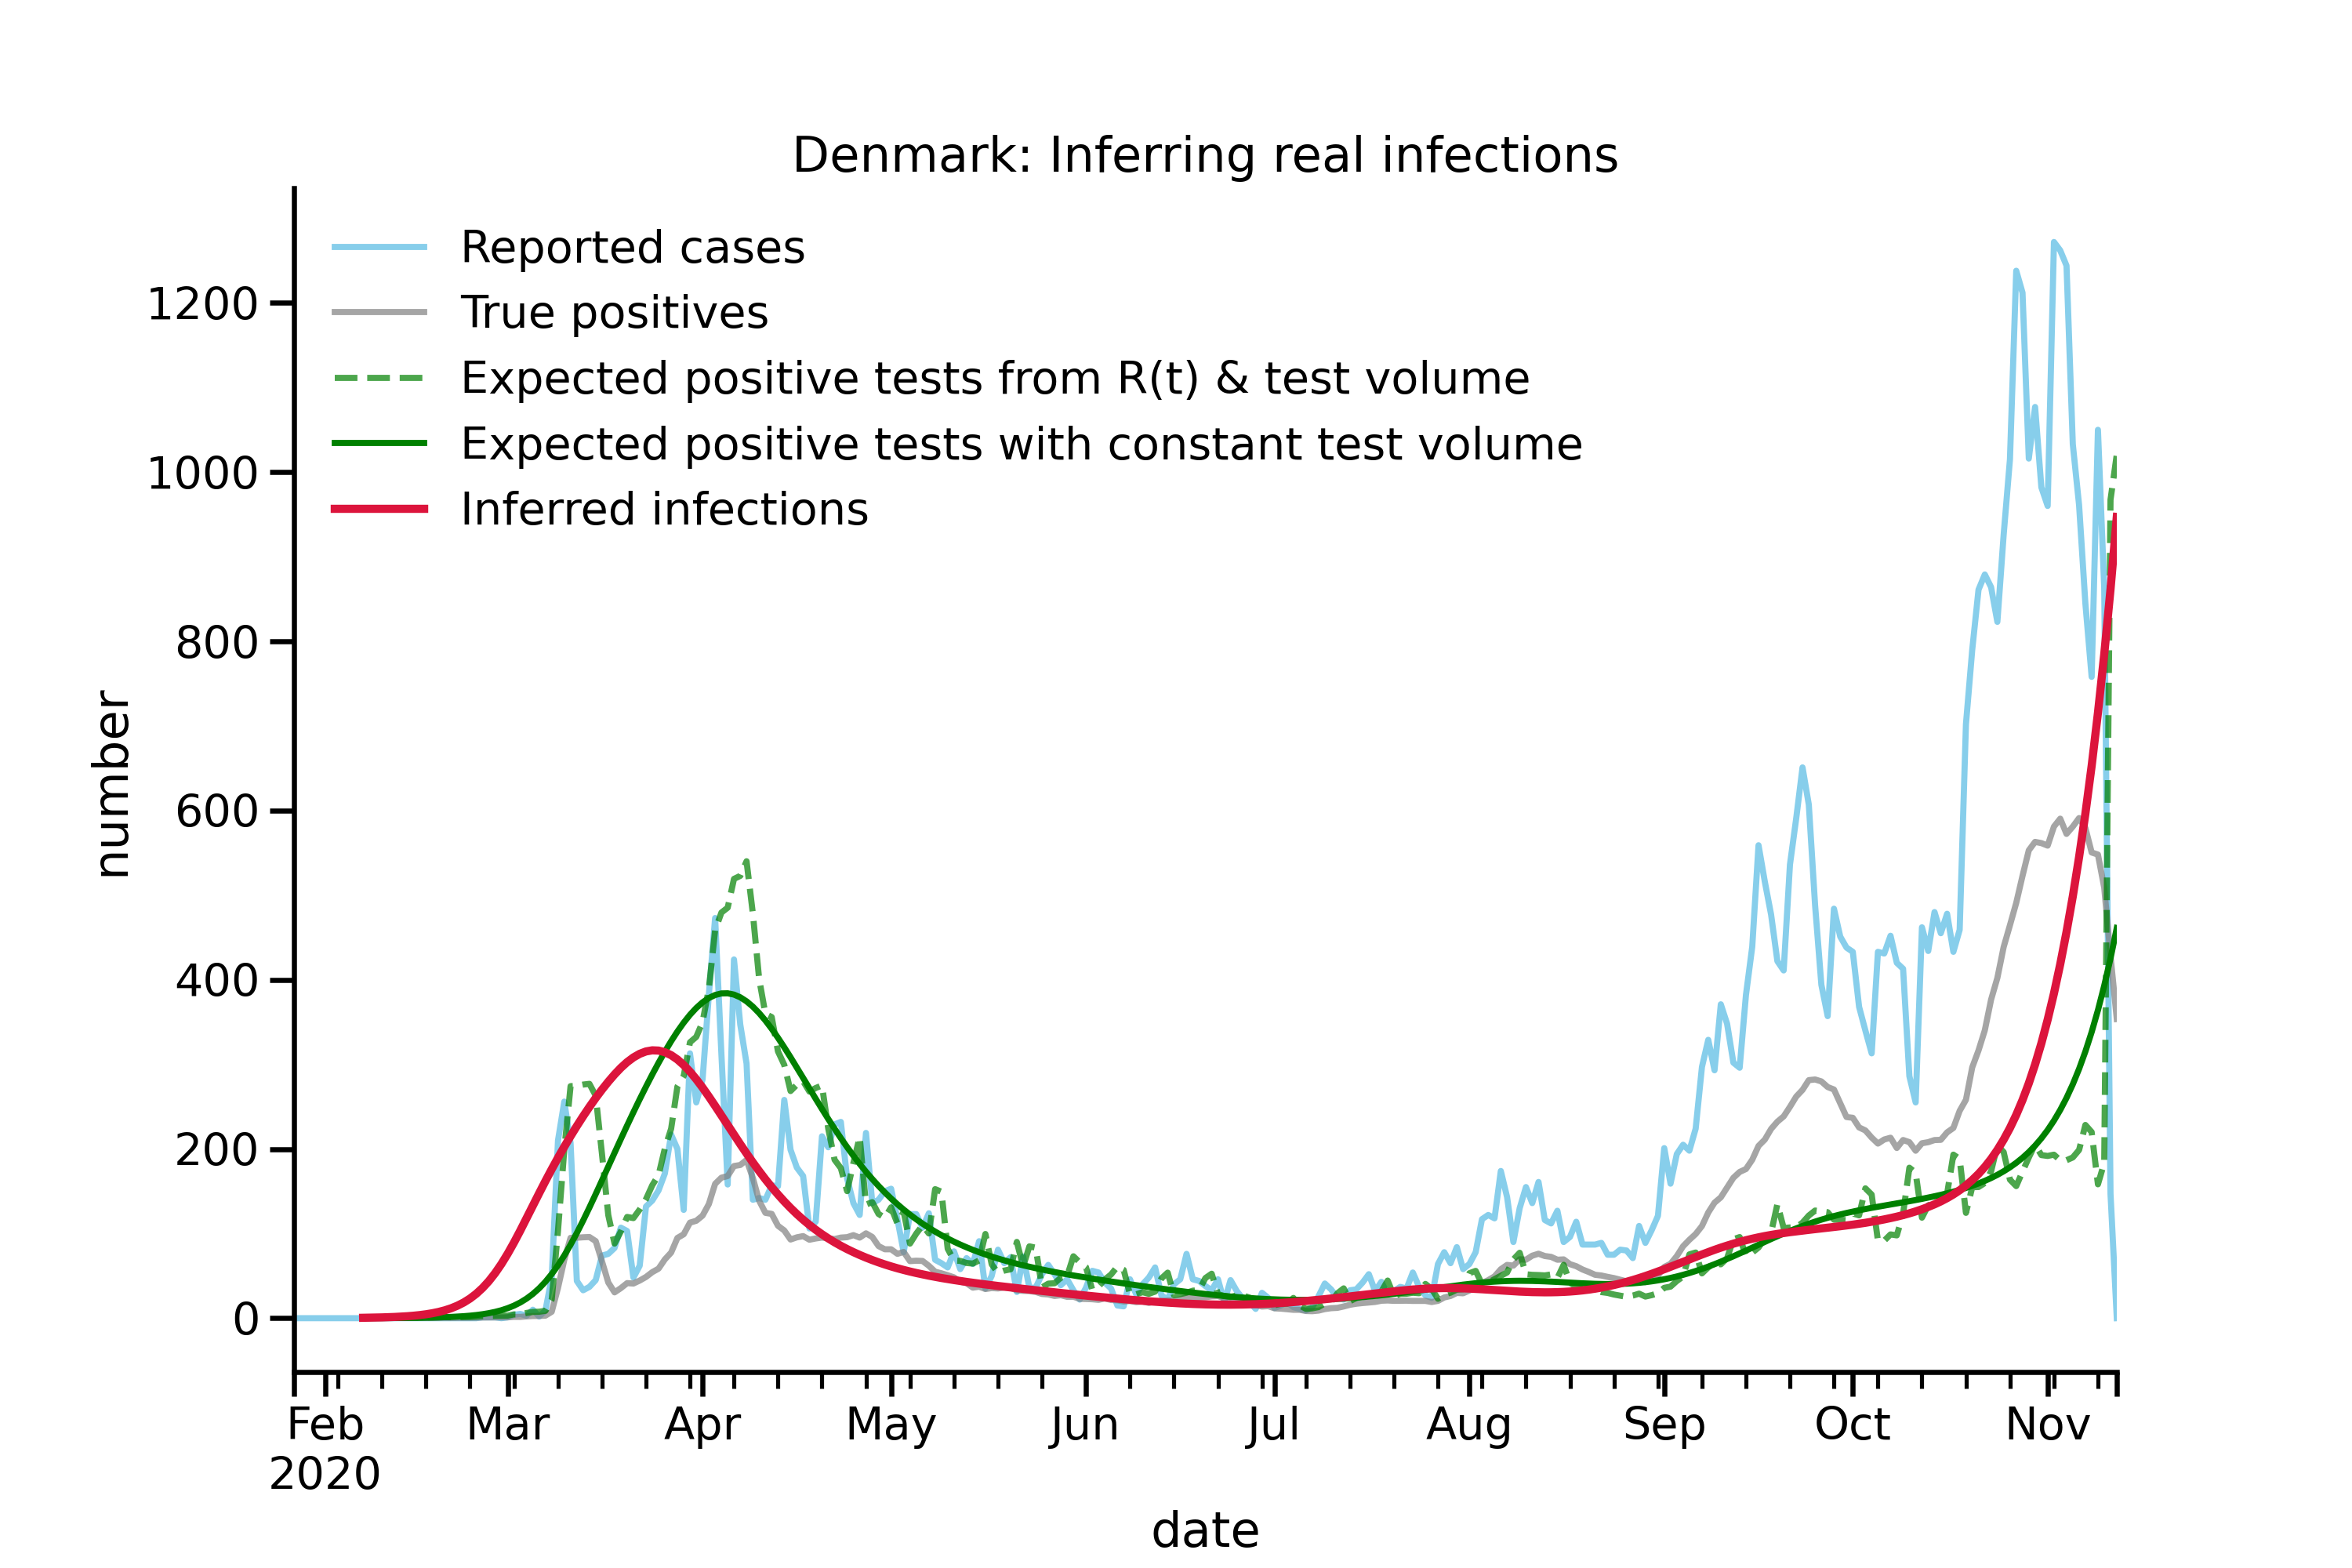 Denmark: Inferring real infections
Reported cases
True positives
Expected positive tests from R(t) & test volume
Expected positive tests with constant test volume
Inferred infections
1200
1000
800
600
400
200
0
number
Feb Mar Apr May Jun Jul Aug Sep Oct Nov
2020
date